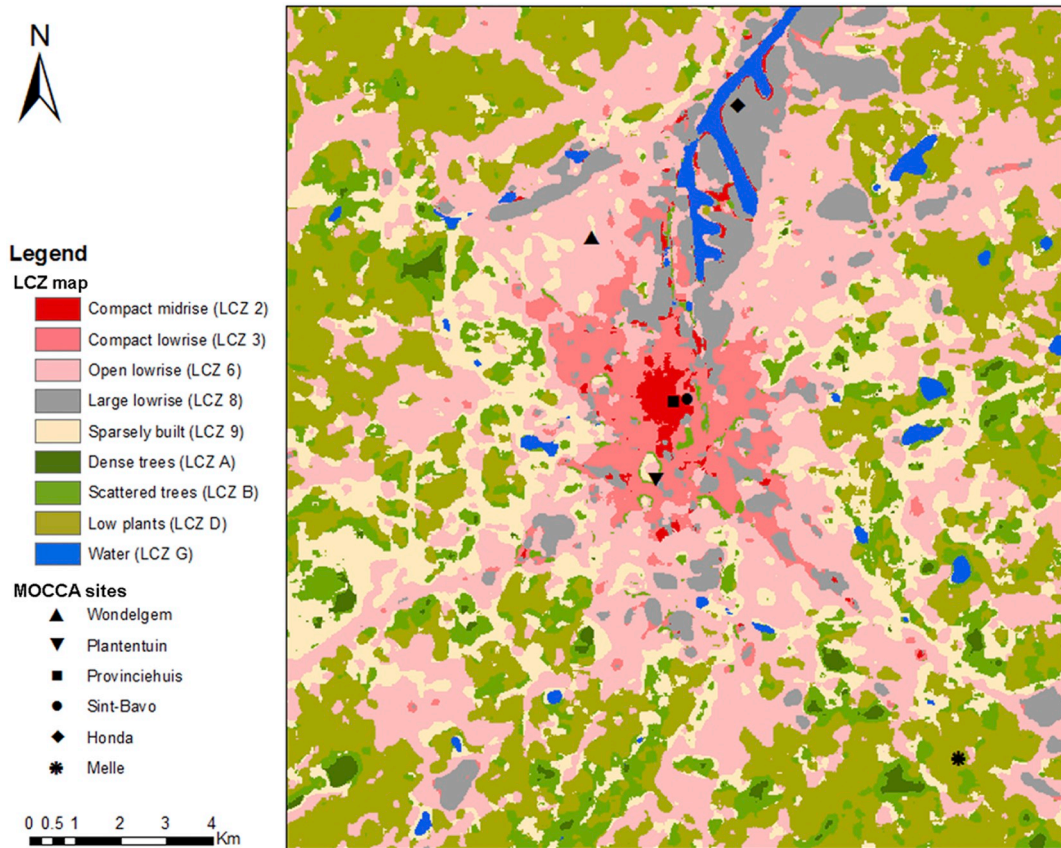 N
Legend
LCZ map
Compact midrise (LCZ 2)
Compact lowrise (LCZ 3)
Open lowrise (LCZ 6)
Large lowrise (LCZ 8)
Sparsely built (LCZ 9)
Dense trees (LCZ A)
Scattered trees (LCZ B)
Low plants (LCZ D)
Water (LCZ G)
MOCCA sites
Wondelgem
Plantentuin
Provinciehuis
Sint-Bavo
Honda
Melle
0 0.5 1 2 3 4
Km